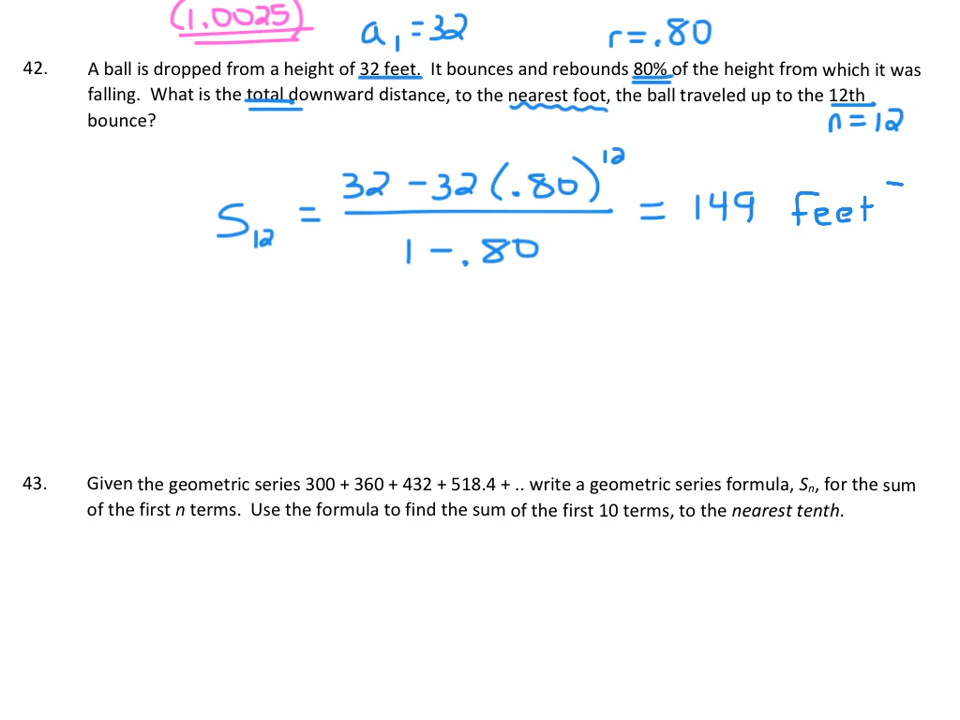 (1.0025)
a₁ = 32 r = .80
42. A ball is dropped from a height of 32 feet. It bounces and rebounds 80% of the height from which it was
falling. What is the total downward distance, to the nearest foot, the ball traveled up to the 12th
bounce?
n = 12
32 - 32 (.80)¹²
S₁₂ = = 149 feet
1 - .80
43. Given the geometric series 300 + 360 + 432 + 518.4 + .. write a geometric series formula, Sₙ, for the sum
of the first n terms. Use the formula to find the sum of the first 10 terms, to the nearest tenth.